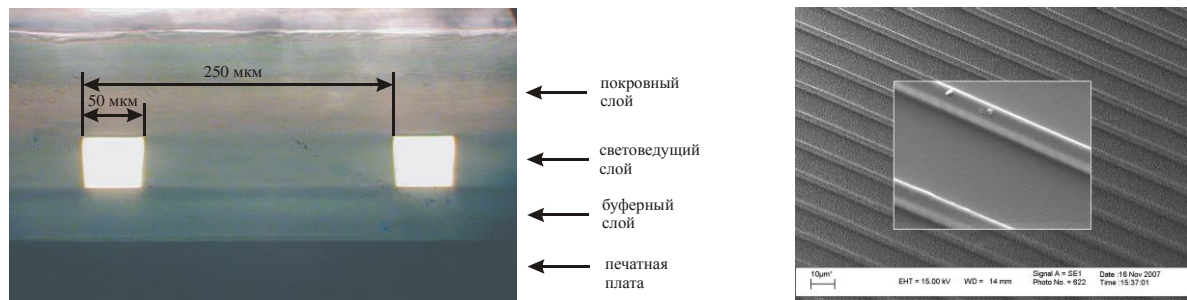 250 мкм
50 мкм
покровный
слой
световедущий
слой
буферный
слой
печатная
плата
10µm
EHT = 15.00 kV
WD = 14 mm
Signal A = SE1
Photo No. = 622
Date :16 Nov 2007
Time :15:37:01